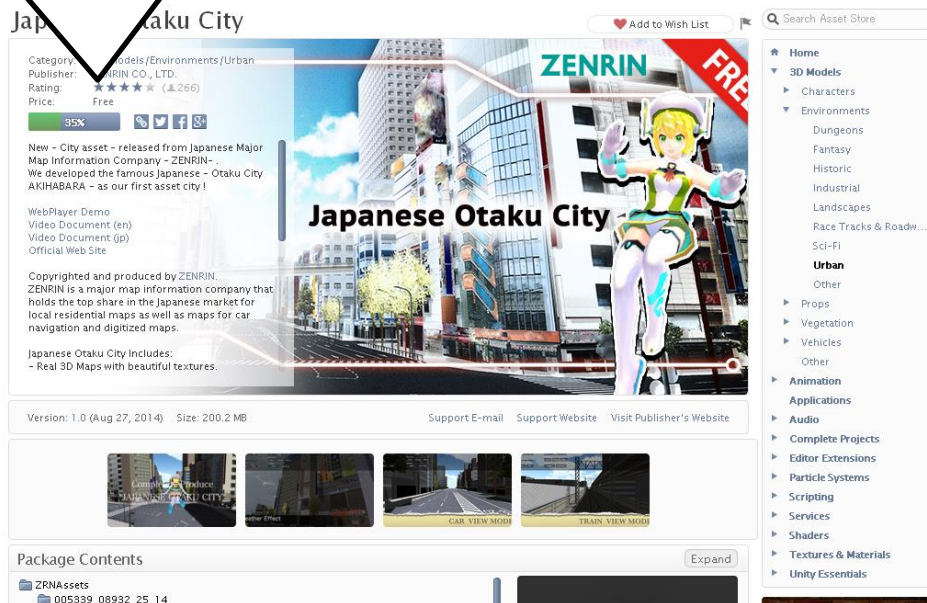 Jap
taku City
Add to Wish List
Search Asset Store
Category:
odels/Environments/Urban
Publisher:
NRIN CO., LTD.
Rating:
(266)
Price: Free
35%
New - City asset - released from Japanese Major
Map Information Company - ZENRIN- .
We developed the famous Japanese - Otaku City
AKIHABARA - as our first asset city !
WebPlayer Demo
Video Document (en)
Video Document (jp)
Official Web Site
Copyrighted and produced by ZENRIN.
ZENRIN is a major map information company that
holds the top share in the Japanese market for
local residential maps as well as maps for car
navigation and digitized maps.
Japanese Otaku City Includes:
- Real 3D Maps with beautiful textures.
ZENRIN
FREE
Japanese Otaku City
Version: 1.0 (Aug 27, 2014) Size: 200.2 MB
Support E-mail Support Website Visit Publisher's Website
JAPANESE OTAKU CITY
CAR VIEW MODE
TRAIN VIEW MODE
Package Contents
Expand
ZRNAssets
005339_08932_25_14
Home
3D Models
Characters
Environments
Dungeons
Fantasy
Historic
Industrial
Landscapes
Race Tracks & Roadw...
Sci-Fi
Urban
Other
Props
Vegetation
Vehicles
Other
Animation
Applications
Audio
Complete Projects
Editor Extensions
Particle Systems
Scripting
Services
Shaders
Textures & Materials
Unity Essentials